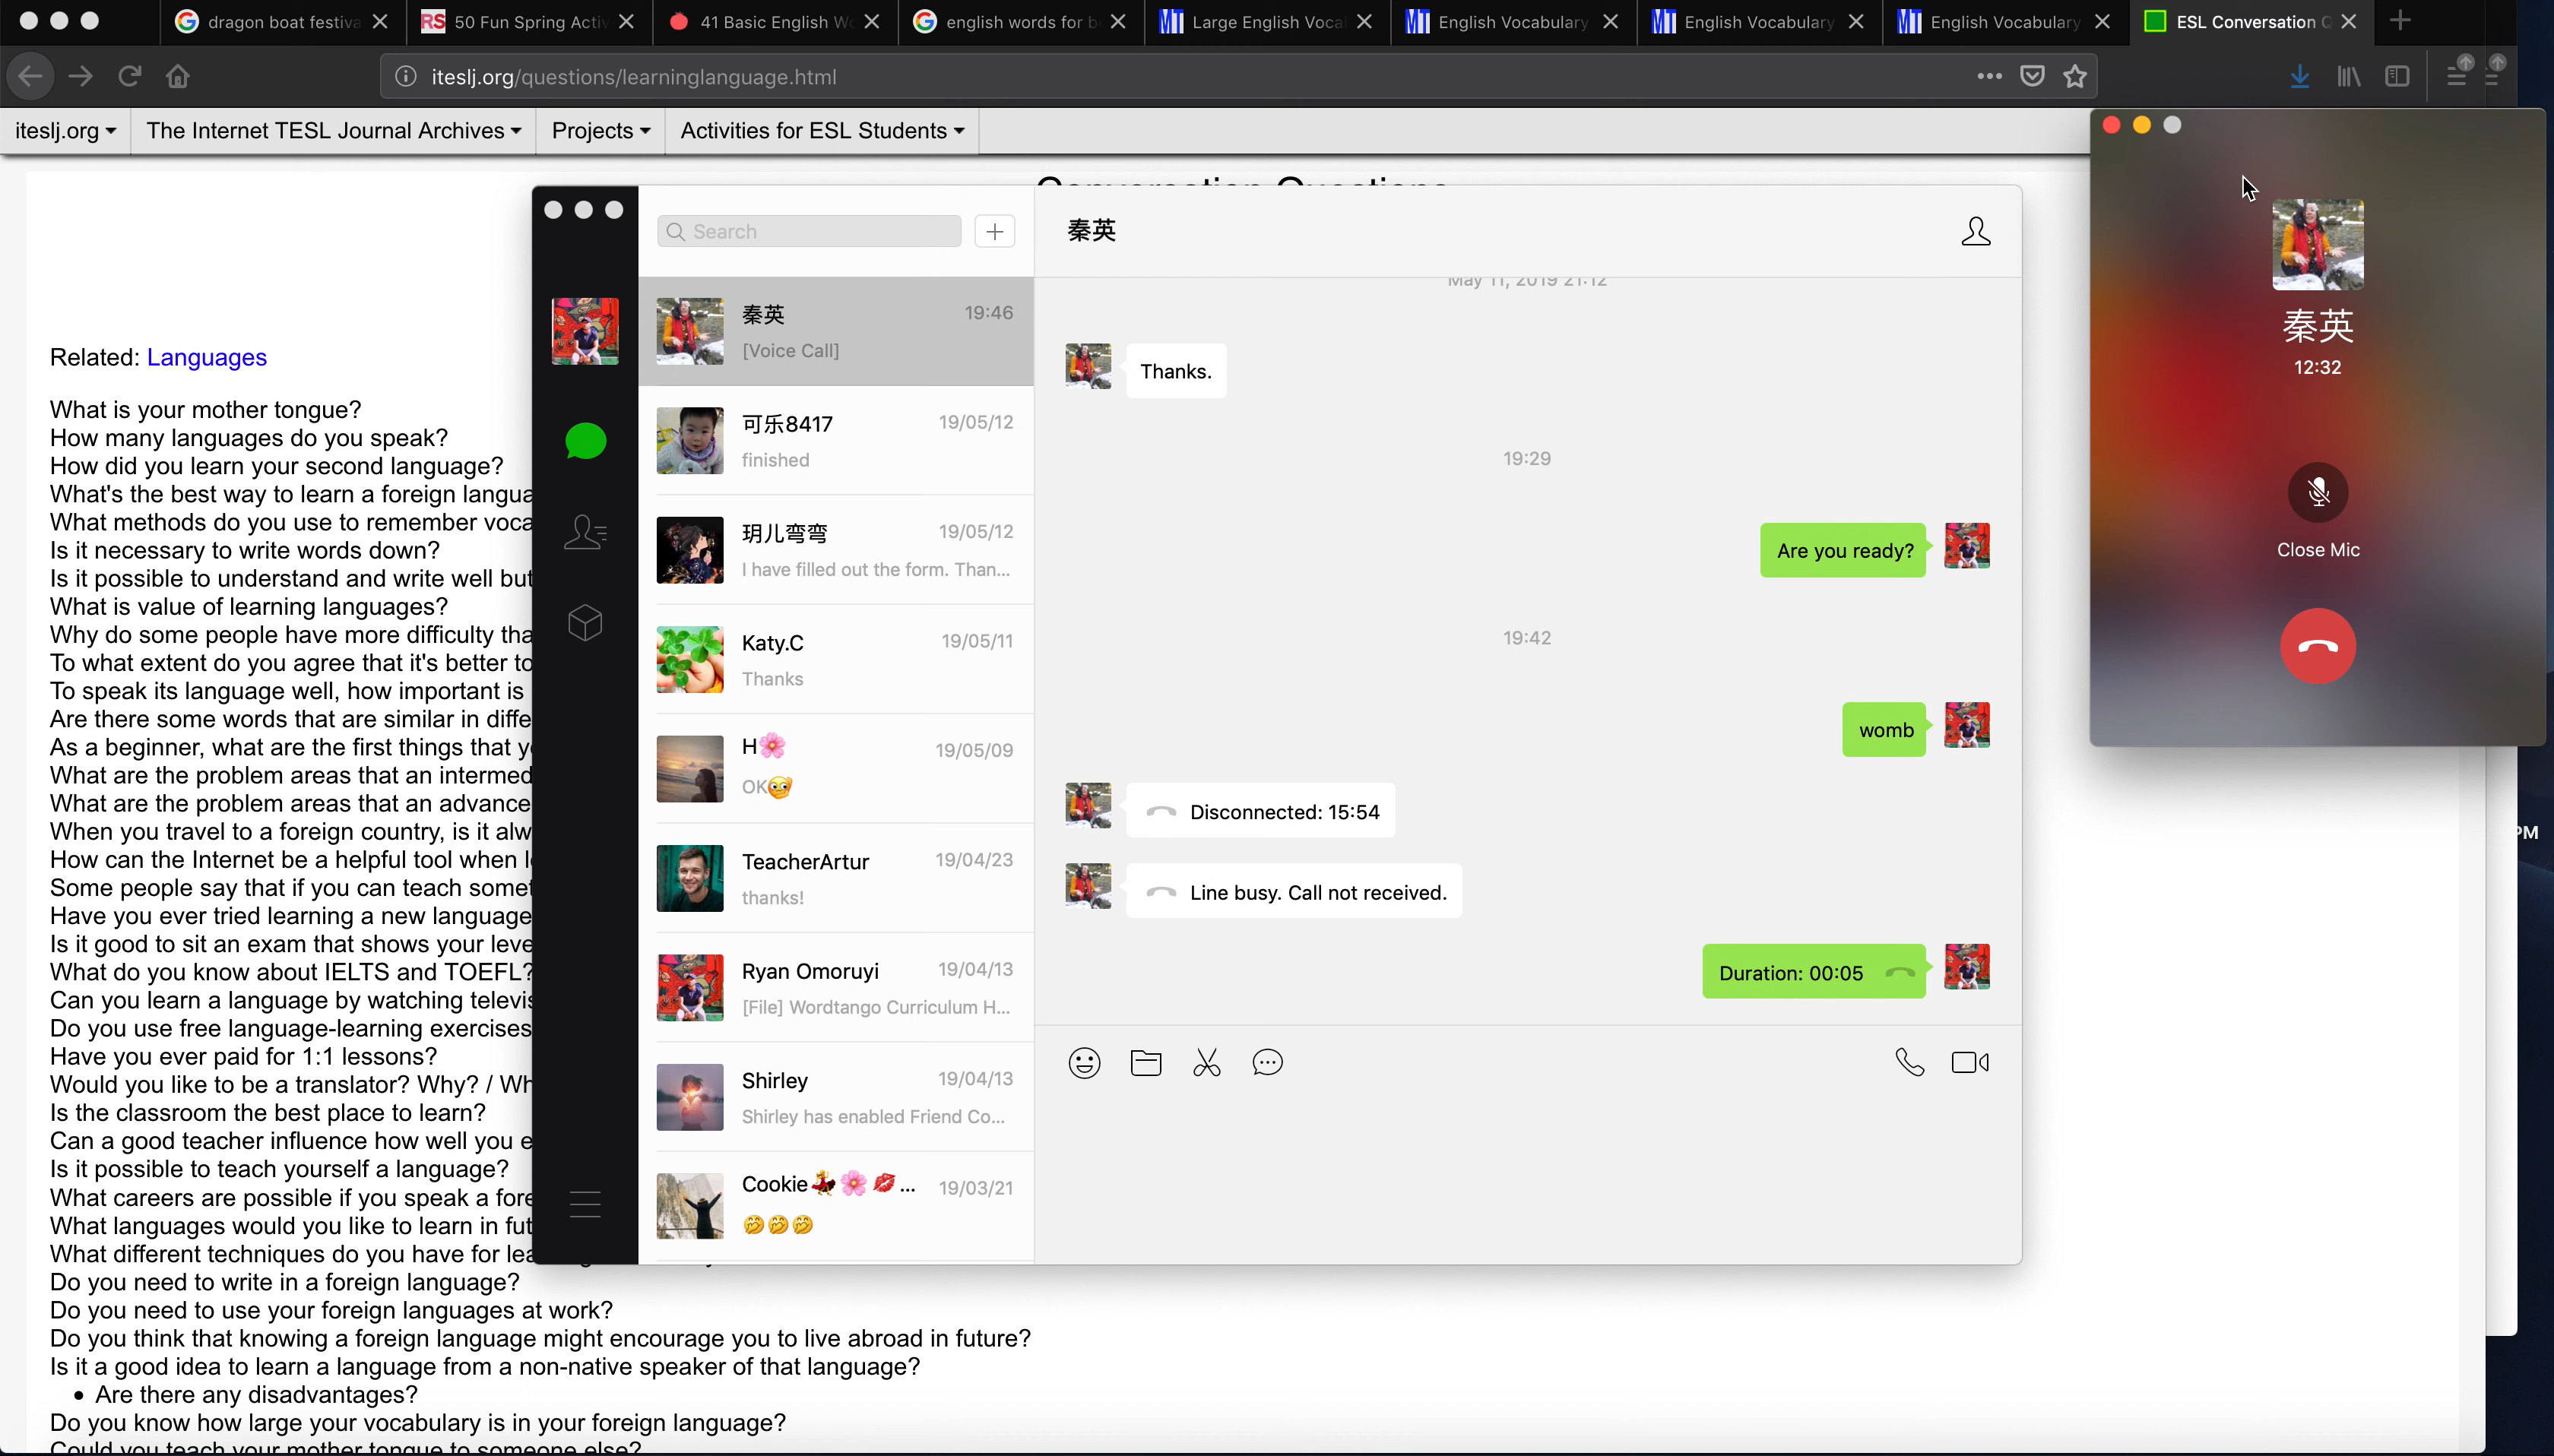 dragon boat festiva
50 Fun Spring Activ
41 Basic English Wo
english words for b
Large English Voca
English Vocabulary
English Vocabulary
English Vocabulary
ESL Conversation Q
iteslj.org/questions/learninglanguage.html
iteslj.org
The Internet TESL Journal Archives
Projects
Activities for ESL Students
Related: Languages
What is your mother tongue?
How many languages do you speak?
How did you learn your second language?
What's the best way to learn a foreign langua
What methods do you use to remember voca
Is it necessary to write words down?
Is it possible to understand and write well but
What is value of learning languages?
Why do some people have more difficulty tha
To what extent do you agree that it's better to
To speak its language well, how important is
Are there some words that are similar in diffe
As a beginner, what are the first things that y
What are the problem areas that an intermed
What are the problem areas that an advance
When you travel to a foreign country, is it alw
How can the Internet be a helpful tool when l
Some people say that if you can teach somet
Have you ever tried learning a new language
Is it good to sit an exam that shows your leve
What do you know about IELTS and TOEFL?
Can you learn a language by watching televis
Do you use free language-learning exercises
Have you ever paid for 1:1 lessons?
Would you like to be a translator? Why? / Wh
Is the classroom the best place to learn?
Can a good teacher influence how well you e
Is it possible to teach yourself a language?
What careers are possible if you speak a fore
What languages would you like to learn in fut
What different techniques do you have for lea
Do you need to write in a foreign language?
Do you need to use your foreign languages at work?
Do you think that knowing a foreign language might encourage you to live abroad in future?
Is it a good idea to learn a language from a non-native speaker of that language?
• Are there any disadvantages?
Do you know how large your vocabulary is in your foreign language?
Could you teach your mother tongue to someone else?
Conversation Questions
Search
秦英 19:46
[Voice Call]
可乐8417 19/05/12
finished
玥儿弯弯 19/05/12
I have filled out the form. Than...
Katy.C 19/05/11
Thanks
H🌸 19/05/09
OK
TeacherArtur 19/04/23
thanks!
Ryan Omoruyi 19/04/13
[File] Wordtango Curriculum H...
Shirley 19/04/13
Shirley has enabled Friend Co...
Cookie💃🌸💋... 19/03/21
🤭🤭🤭
秦英
May 11, 2019 21:12
Thanks.
19:29
Are you ready?
19:42
womb
Disconnected: 15:54
Line busy. Call not received.
Duration: 00:05
秦英
12:32
Close Mic
PM